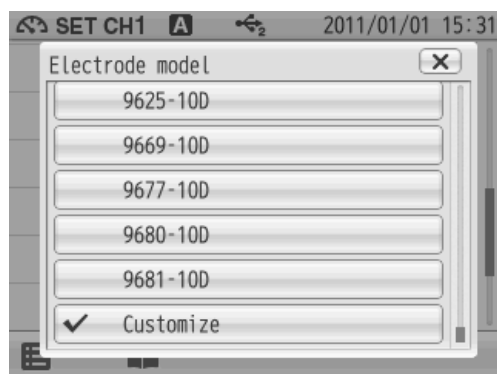 SET CH1 A 2 2011/01/01 15:31
Electrode model
9625-10D
9669-10D
9677-10D
9680-10D
9681-10D
Customize